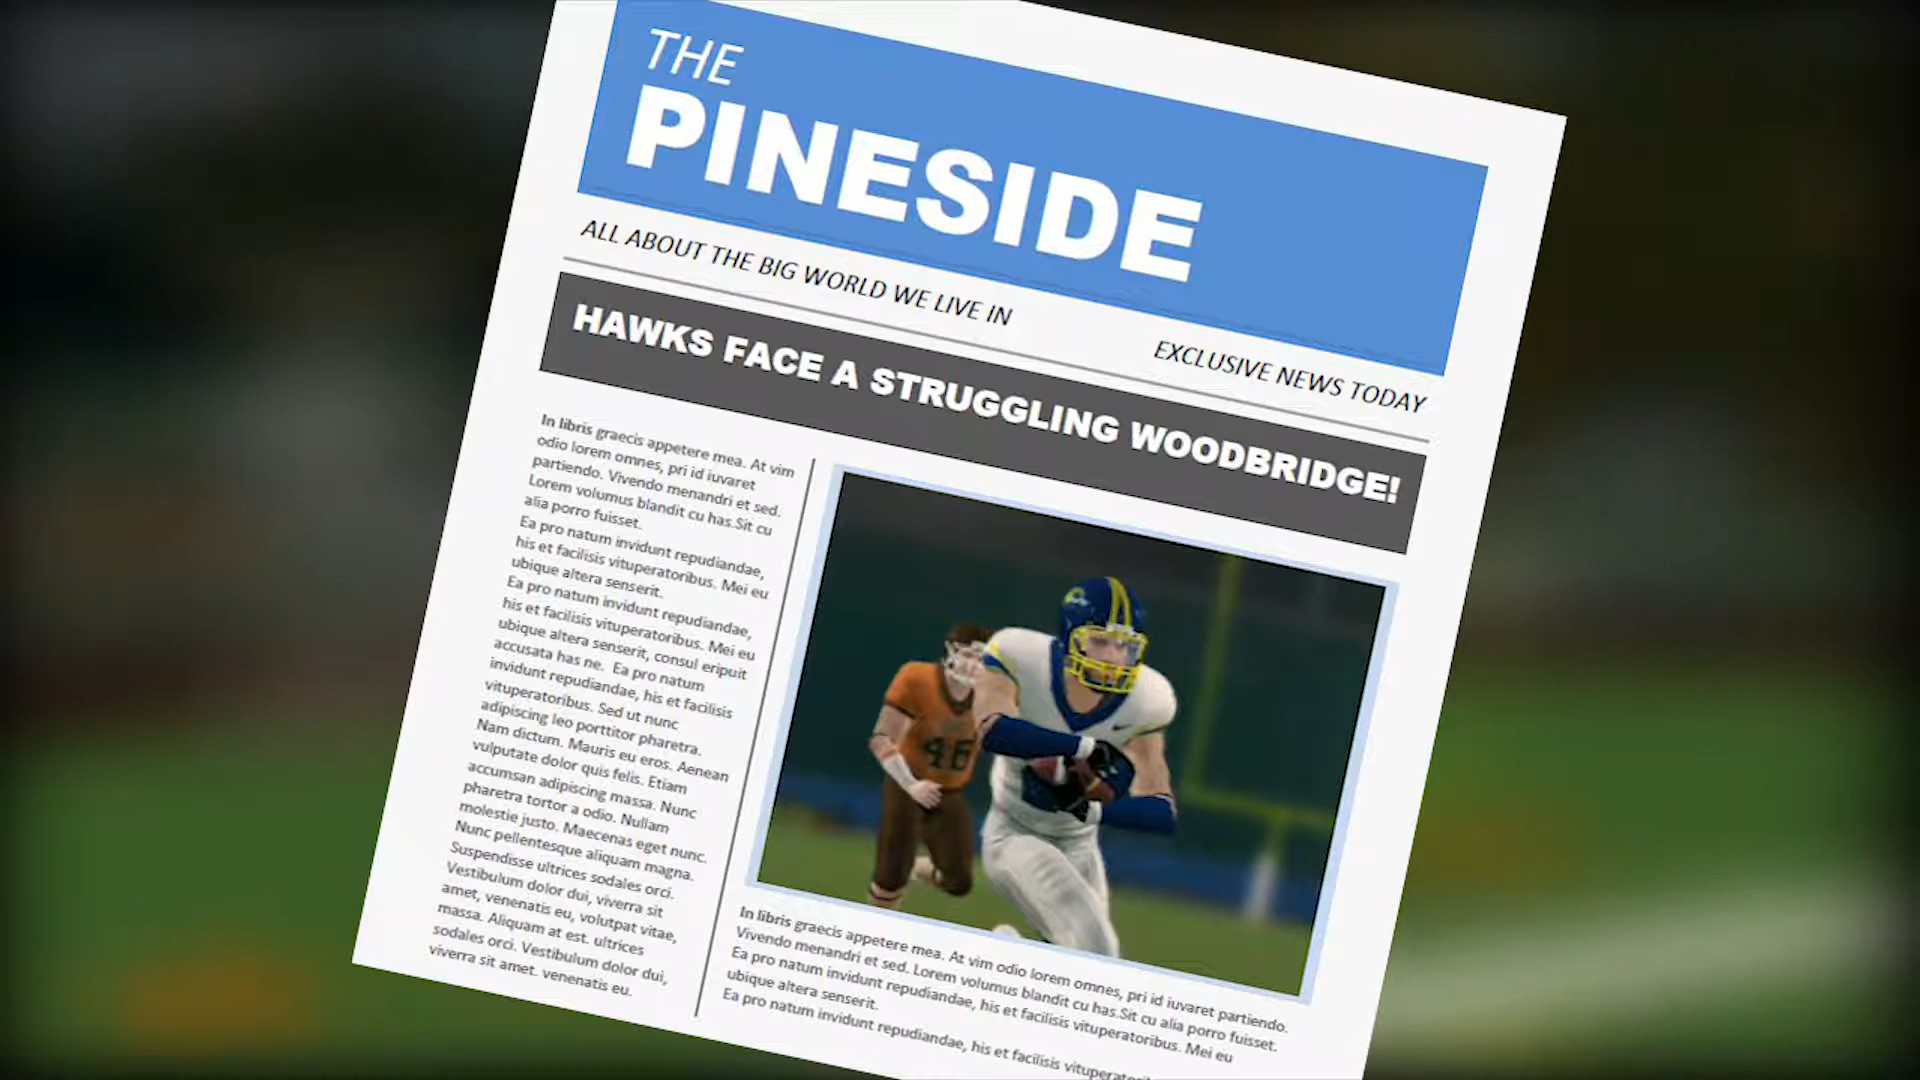 THE
PINESIDE
ALL ABOUT THE BIG WORLD WE LIVE IN
EXCLUSIVE NEWS TODAY
HAWKS FACE A STRUGGLING WOODBRIDGE!
In libris graecis appetere mea. At vim
odio lorem omnes, pri id iuvaret
partiendo. Vivendo menandri et sed.
Lorem volumus blandit cu has.Sit cu
alia porro fuisset.
Ea pro natum invidunt repudiandae,
his et facilisis vituperatoribus. Mei eu
ubique altera senserit.
Ea pro natum invidunt repudiandae,
his et facilisis vituperatoribus. Mei eu
ubique altera senserit, consul eripuit
accusata has ne. Ea pro natum
invidunt repudiandae, his et facilisis
vituperatoribus. Sed ut nunc
adipiscing leo porttitor pharetra.
Nam dictum. Mauris eu eros. Aenean
vulputate dolor quis felis. Etiam
accumsan adipiscing massa. Nunc
pharetra tortor a odio. Nullam
molestie justo. Maecenas eget nunc.
Nunc pellentesque aliquam magna.
Suspendisse ultrices sodales orci.
Vestibulum dolor dui, viverra sit
amet, venenatis eu, volutpat vitae,
massa. Aliquam at est. ultrices
sodales orci. Vestibulum dolor dui,
viverra sit amet. venenatis eu.
46
In libris graecis appetere mea. At vim odio lorem omnes, pri id iuvaret partiendo.
Vivendo menandri et sed. Lorem volumus blandit cu has.Sit cu alia porro fuisset.
Ea pro natum invidunt repudiandae, his et facilisis vituperatoribus. Mei eu
ubique altera senserit.
Ea pro natum invidunt repudiandae, his et facilisis